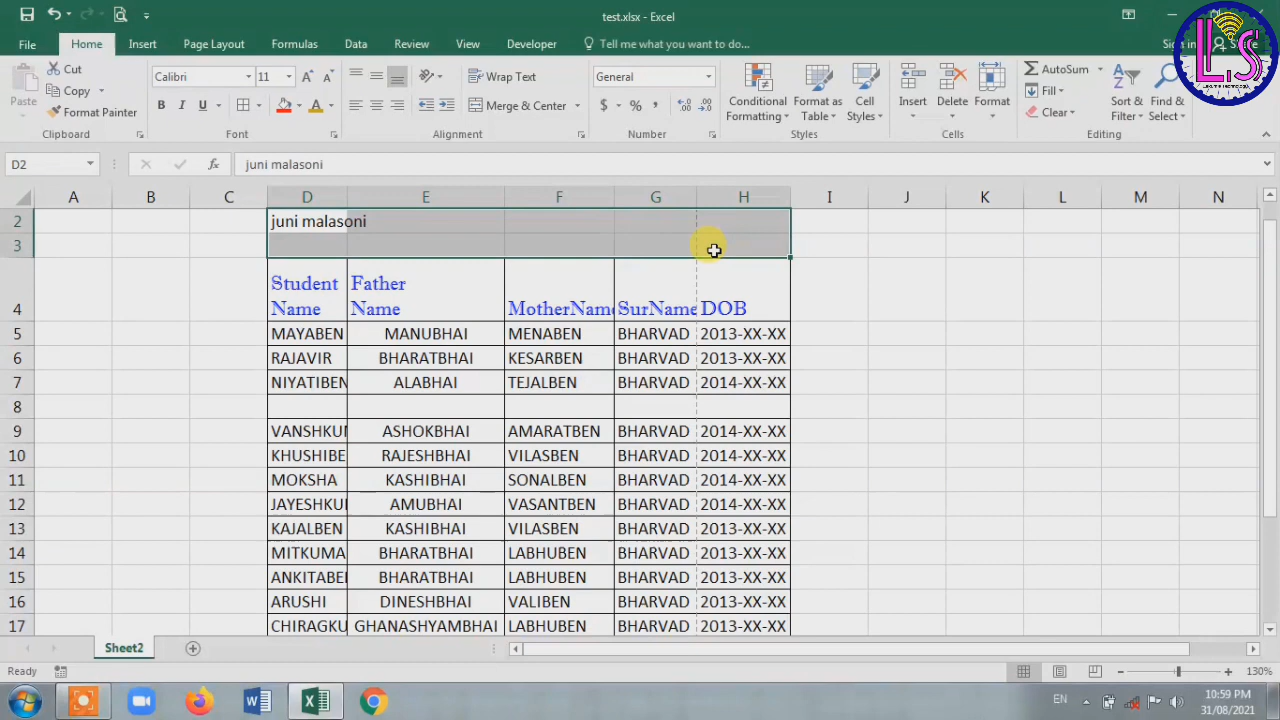 test.xlsx - Excel
File Home Insert Page Layout Formulas Data Review View Developer Tell me what you want to do... Sign in
Cut
Copy
Format Painter
Paste
Clipboard
Calibri 11
B I U
Font
Wrap Text
Merge & Center
Alignment
General
$ % ,
Number
Conditional Formatting
Format as Table
Cell Styles
Styles
Insert Delete Format
Cells
AutoSum
Fill
Clear
Sort & Filter
Find & Select
Editing
L.S
D2 fx juni malasoni
A B C D E F G H I J K L M N
2 juni malasoni
3
Student Father
4 Name Name MotherName SurName DOB
5 MAYABEN MANUBHAI MENABEN BHARVAD 2013-XX-XX
6 RAJAVIR BHARATBHAI KESARBEN BHARVAD 2013-XX-XX
7 NIYATIBEN ALABHAI TEJALBEN BHARVAD 2014-XX-XX
8
9 VANSHKU ASHOKBHAI AMARATBEN BHARVAD 2014-XX-XX
10 KHUSHIBE RAJESHBHAI VILASBEN BHARVAD 2014-XX-XX
11 MOKSHA KASHIBHAI SONALBEN BHARVAD 2014-XX-XX
12 JAYESHKU AMUBHAI VASANTBEN BHARVAD 2014-XX-XX
13 KAJALBEN KASHIBHAI VILASBEN BHARVAD 2013-XX-XX
14 MITKUMA BHARATBHAI LABHUBEN BHARVAD 2013-XX-XX
15 ANKITABE BHARATBHAI LABHUBEN BHARVAD 2013-XX-XX
16 ARUSHI DINESHBHAI VALIBEN BHARVAD 2013-XX-XX
17 CHIRAGKU GHANASHYAMBHAI LABHUBEN BHARVAD 2013-XX-XX
Sheet2
Ready 130%
EN 10:59 PM
31/08/2021